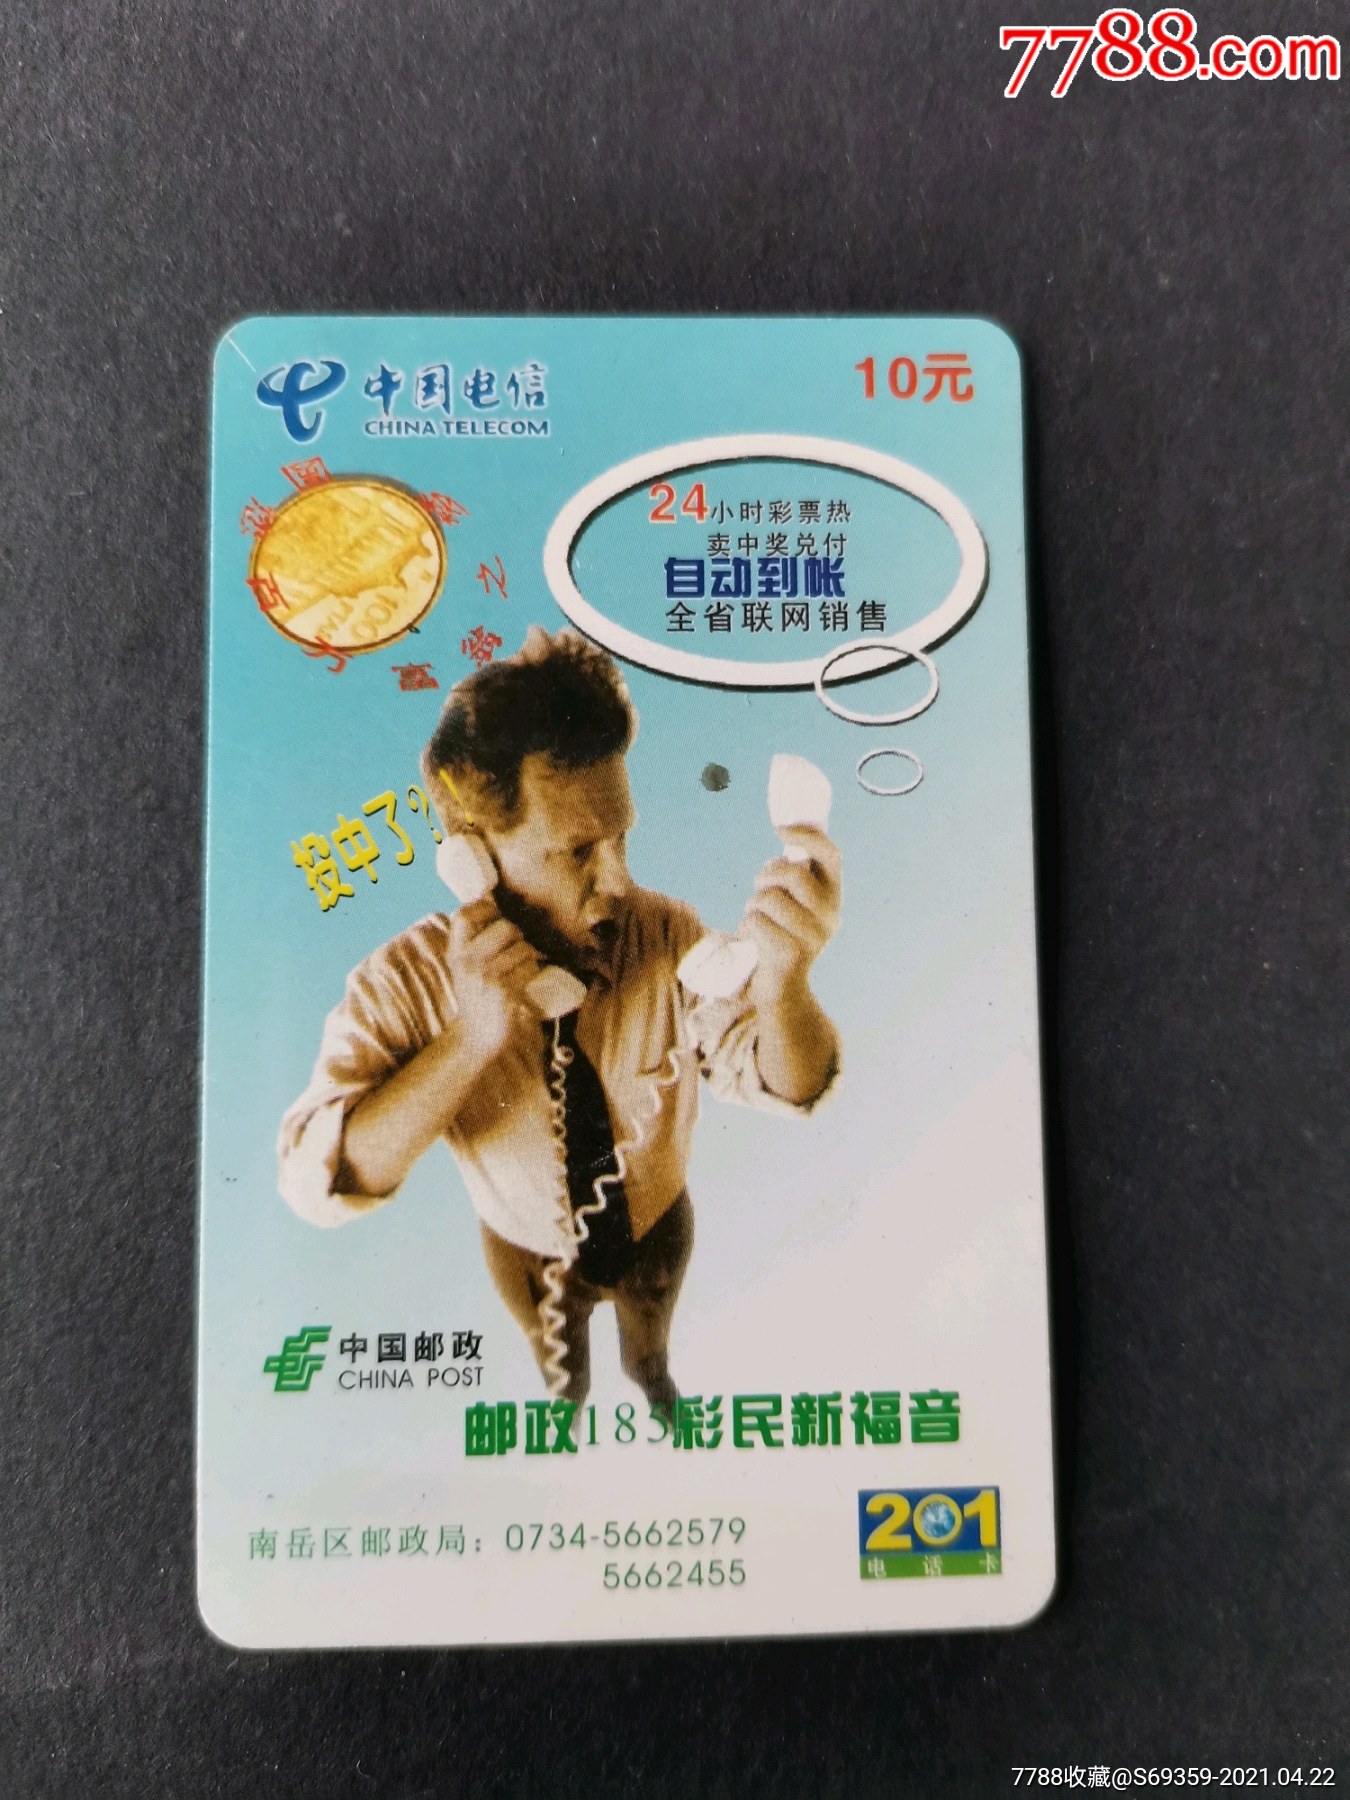 7788.com
中国电信
CHINA TELECOM
10元
24小时彩票热
卖中奖兑付
自动到帐
全省联网销售
投中了?!
中国邮政
CHINA POST
邮政185彩民新福音
南岳区邮政局：0734-5662579
5662455
201
电话卡
7788收藏@S69359-2021.04.22